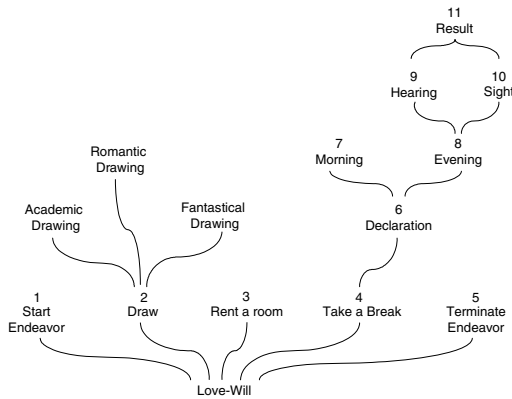 11
Result
9
Hearing
10
Sight
7
Morning
8
Evening
Romantic
Drawing
Academic
Drawing
Fantastical
Drawing
6
Declaration
1
Start
Endeavor
2
Draw
3
Rent a room
4
Take a Break
5
Terminate
Endeavor
Love-Will